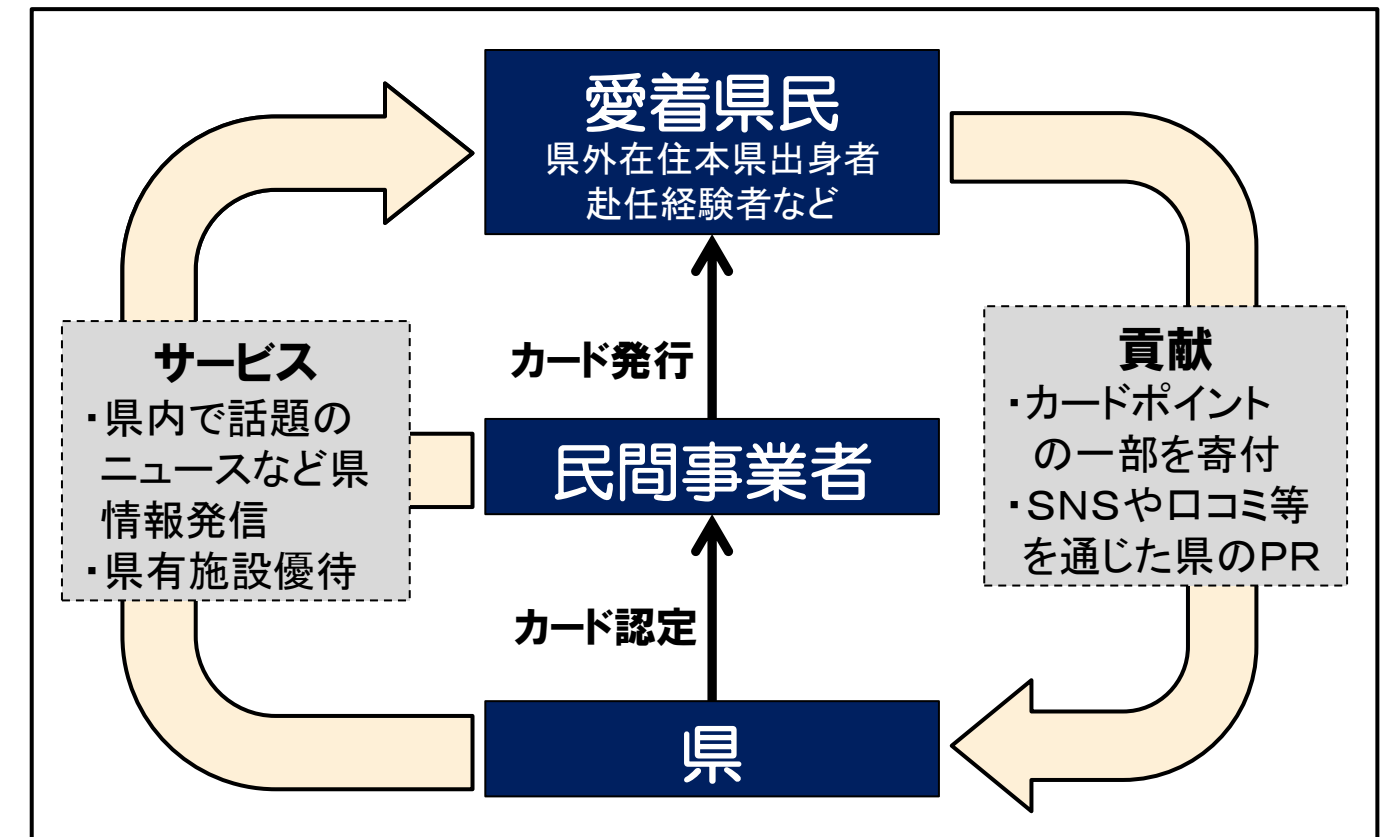 愛着県民
県外在住本県出身者
赴任経験者など
サービス
・県内で話題の
ニュースなど県
情報発信
・県有施設優待
カード発行
貢献
・カードポイント
の一部を寄付
・SNSや口コミ等
を通じた県のPR
民間事業者
カード認定
県